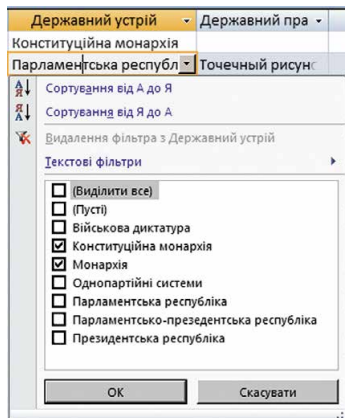 Державний устрій Державний пра
Конституційна монархія
Парламентська республ Точечный рисун
Сортування від А до Я
Сортування від Я до А
Видалення фільтра з Державний устрій
Текстові фільтри
(Виділити все)
(Пусті)
Військова диктатура
Конституційна монархія
Монархія
Однопартійні системи
Парламентська республіка
Парламентсько-презедентська республіка
Президентська республіка
ОК Скасувати